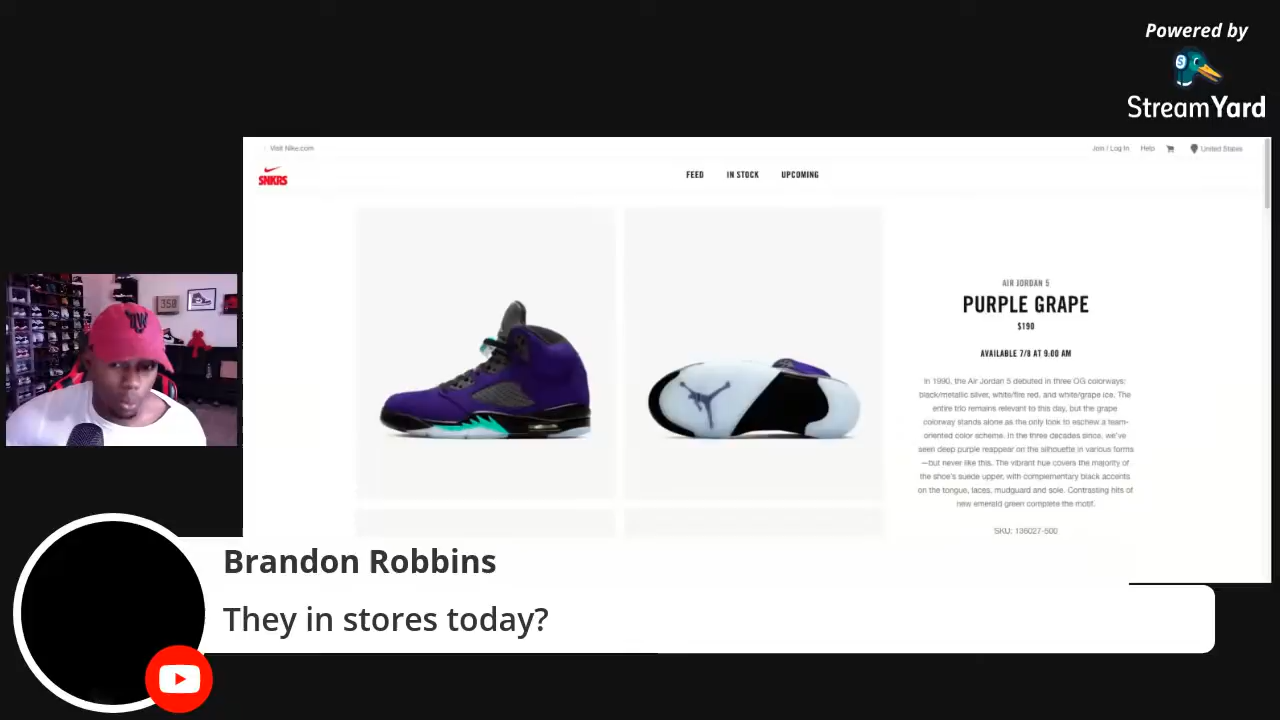 Powered by
StreamYard
Visit Nike.com
Join / Log In Help United States
SNKRS
FEED IN STOCK UPCOMING
350
AIR JORDAN 5
PURPLE GRAPE
$190
AVAILABLE 7/8 AT 9:00 AM
In 1990, the Air Jordan 5 debuted in three OG colorways:
black/metallic silver, white/fire red, and white/grape ice. The
entire trio remains relevant to this day, but the grape
colorway stands alone as the only look to eschew a team-
oriented color scheme. In the three decades since, we've
seen deep purple reappear on the silhouette in various forms
—but never like this. The vibrant hue covers the majority of
the shoe's suede upper, with complementary black accents
on the tongue, laces, mudguard and sole. Contrasting hits of
new emerald green complete the motif.
SKU: 136027-500
Brandon Robbins
They in stores today?